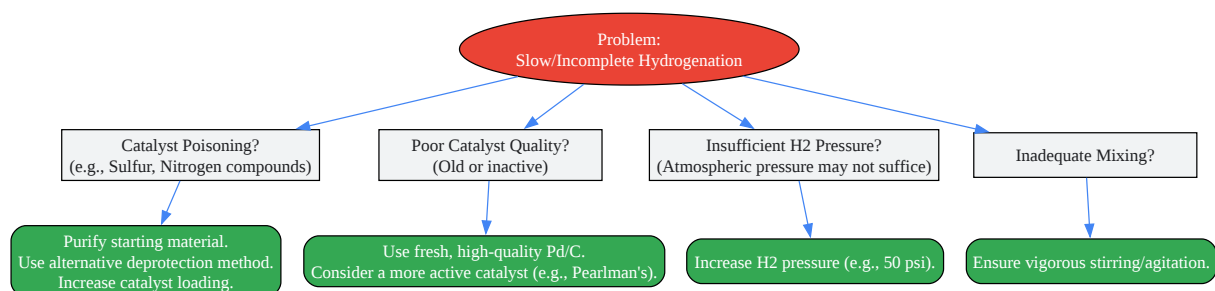 Problem:
Slow/Incomplete Hydrogenation
Catalyst Poisoning?
(e.g., Sulfur, Nitrogen compounds)
Poor Catalyst Quality?
(Old or inactive)
Insufficient H2 Pressure?
(Atmospheric pressure may not suffice)
Inadequate Mixing?
Purify starting material.
Use alternative deprotection method.
Increase catalyst loading.
Use fresh, high-quality Pd/C.
Consider a more active catalyst (e.g., Pearlman's).
Increase H2 pressure (e.g., 50 psi).
Ensure vigorous stirring/agitation.